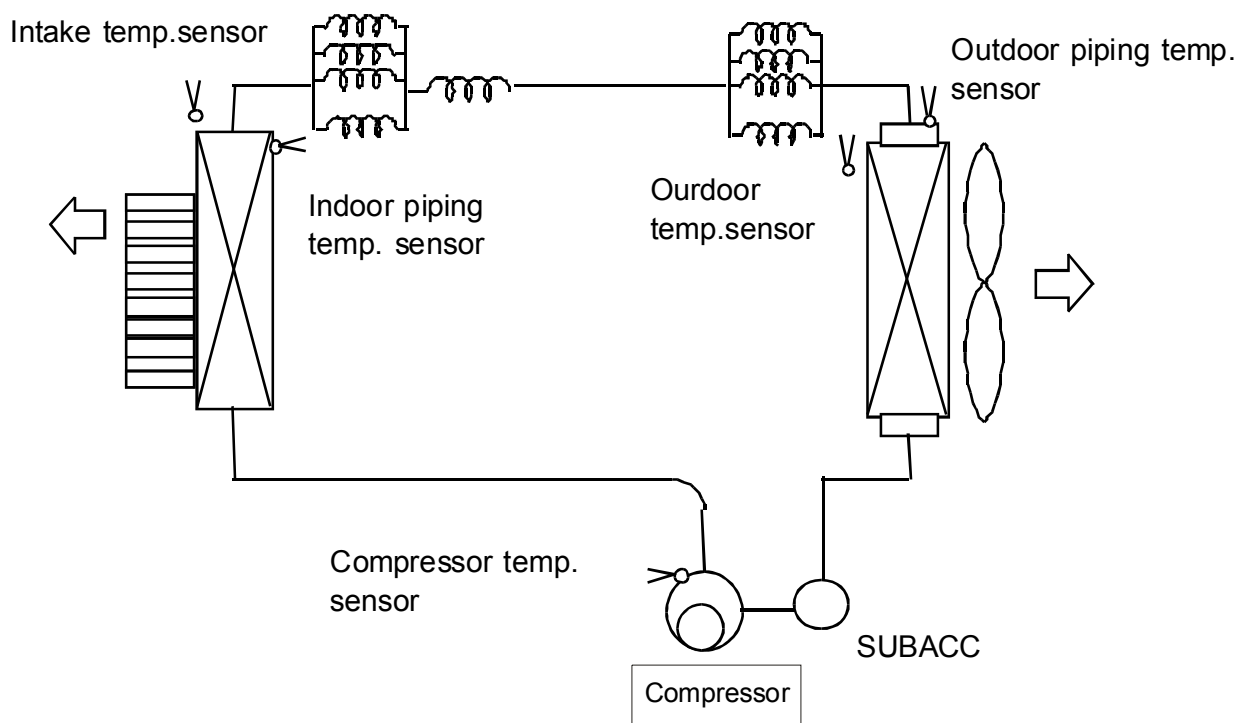 Intake temp.sensor
Outdoor piping temp.
sensor
Indoor piping
temp. sensor
Ourdoor
temp.sensor
Compressor temp.
sensor
SUBACC
Compressor